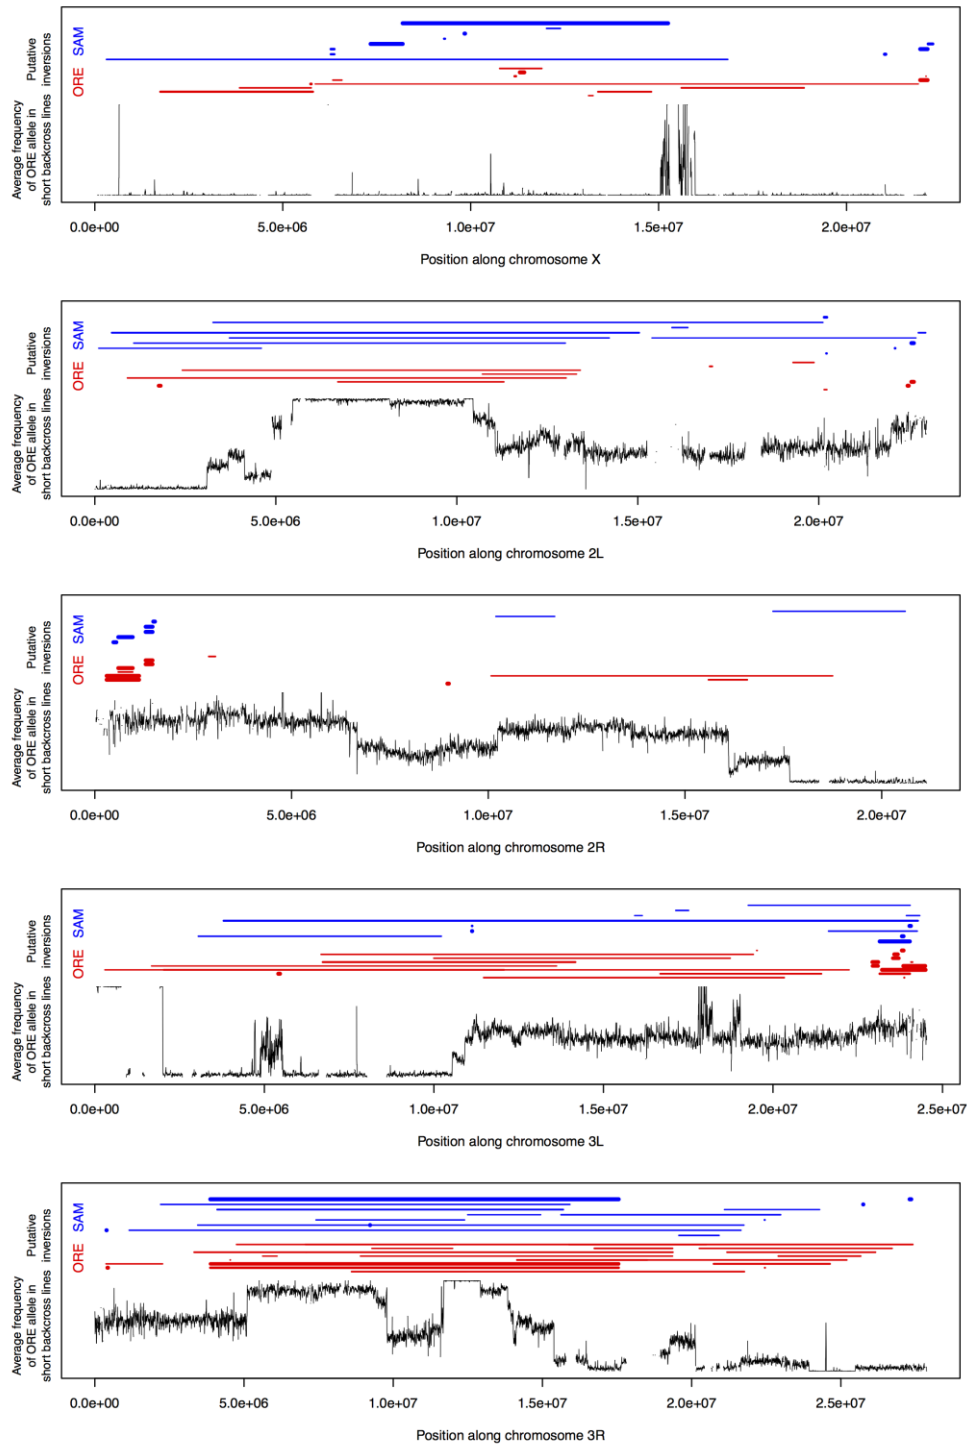 SAM
ORE
Putative
inversions
Average frequency
of ORE allele in
short backcross lines
0.0e+00 5.0e+06 1.0e+07 1.5e+07 2.0e+07
Position along chromosome X
SAM
ORE
Putative
inversions
Average frequency
of ORE allele in
short backcross lines
0.0e+00 5.0e+06 1.0e+07 1.5e+07 2.0e+07
Position along chromosome 2L
SAM
ORE
Putative
inversions
Average frequency
of ORE allele in
short backcross lines
0.0e+00 5.0e+06 1.0e+07 1.5e+07 2.0e+07
Position along chromosome 2R
SAM
ORE
Putative
inversions
Average frequency
of ORE allele in
short backcross lines
0.0e+00 5.0e+06 1.0e+07 1.5e+07 2.0e+07 2.5e+07
Position along chromosome 3L
SAM
ORE
Putative
inversions
Average frequency
of ORE allele in
short backcross lines
0.0e+00 5.0e+06 1.0e+07 1.5e+07 2.0e+07 2.5e+07
Position along chromosome 3R